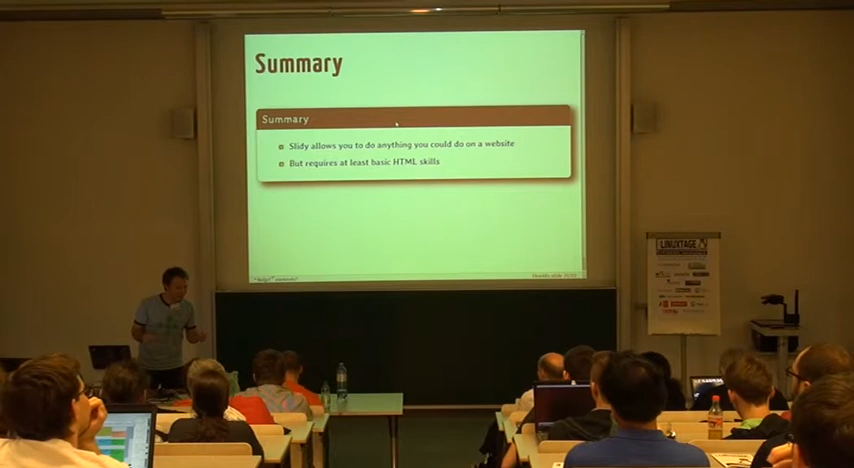 Summary
Summary
Slidy allows you to do anything you could do on a website
But requires at least basic HTML skills
LINUXTAGE